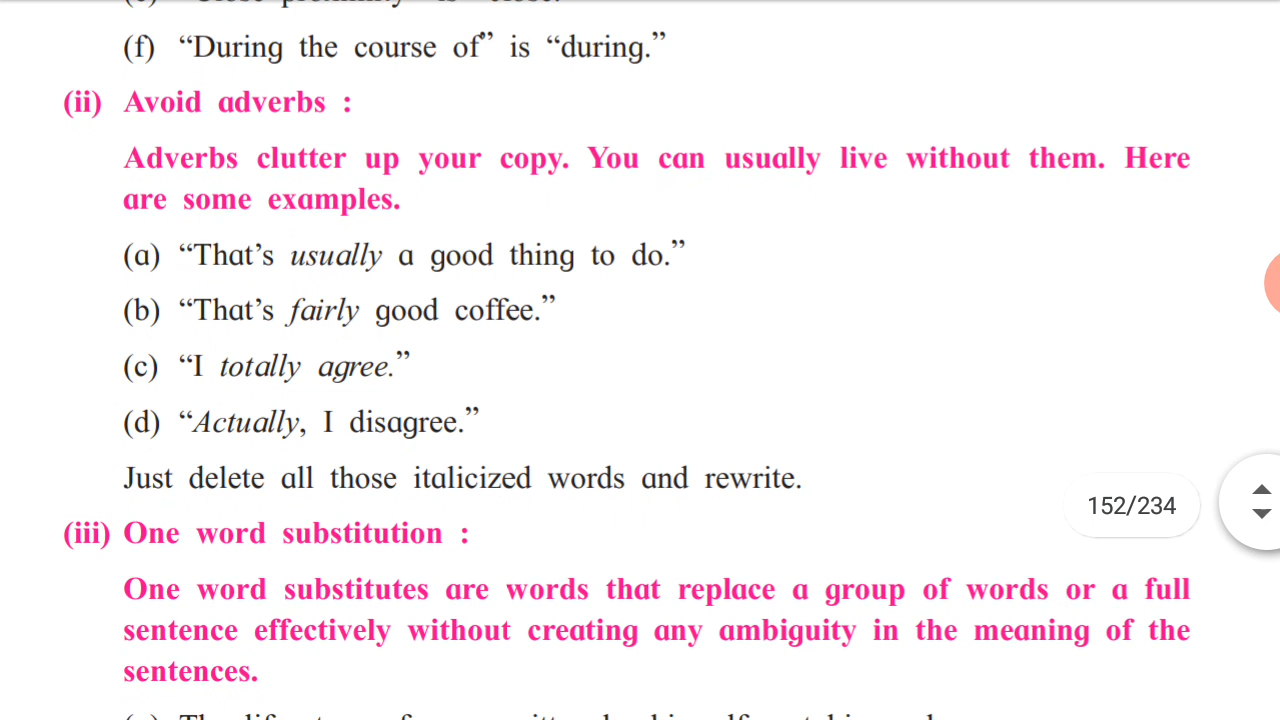 (f) “During the course of” is “during.”
(ii) Avoid adverbs :
Adverbs clutter up your copy. You can usually live without them. Here
are some examples.
(a) “That’s usually a good thing to do.”
(b) “That’s fairly good coffee.”
(c) “I totally agree.”
(d) “Actually, I disagree.”
Just delete all those italicized words and rewrite.
152/234
(iii) One word substitution :
One word substitutes are words that replace a group of words or a full
sentence effectively without creating any ambiguity in the meaning of the
sentences.